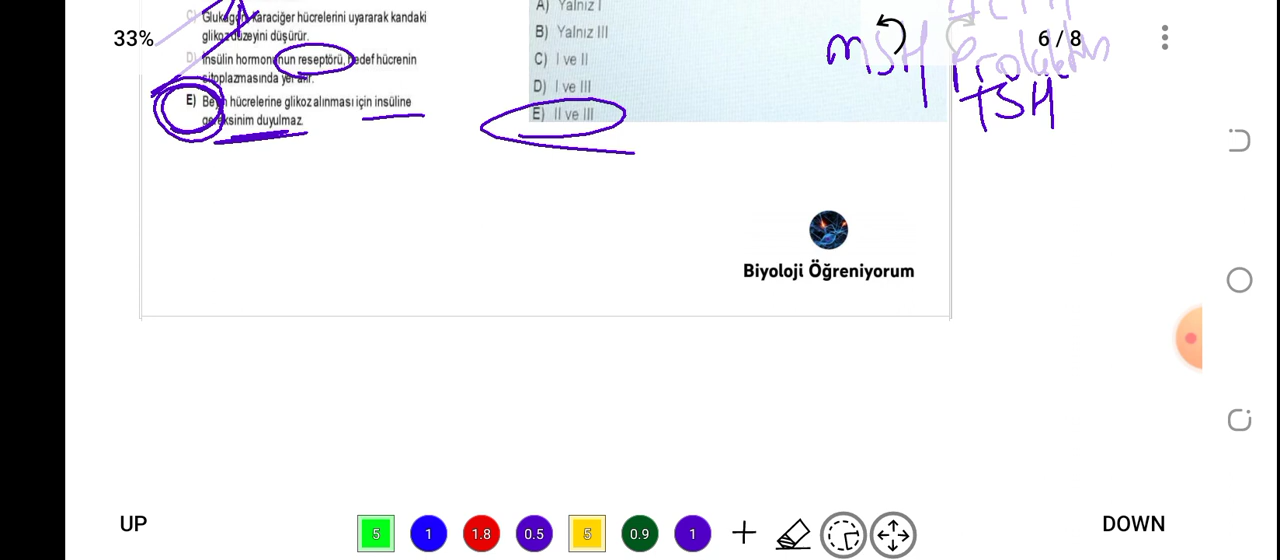 33%
C) Glukagon, karaciğer hücrelerini uyararak kandaki
glikoz düzeyini düşürür.
D) İnsülin hormonunun reseptörü, hedef hücrenin
sitoplazmasında yer alır.
E) Beyin hücrelerine glikoz alınması için insüline
gereksinim duyulmaz.
A) Yalnız I
B) Yalnız III
C) I ve II
D) I ve III
E) II ve III
ACTH
MSH Prolaktin
TSH
6 / 8
Biyoloji Öğreniyorum
UP
5
1
1.8
0.5
5
0.9
1
DOWN